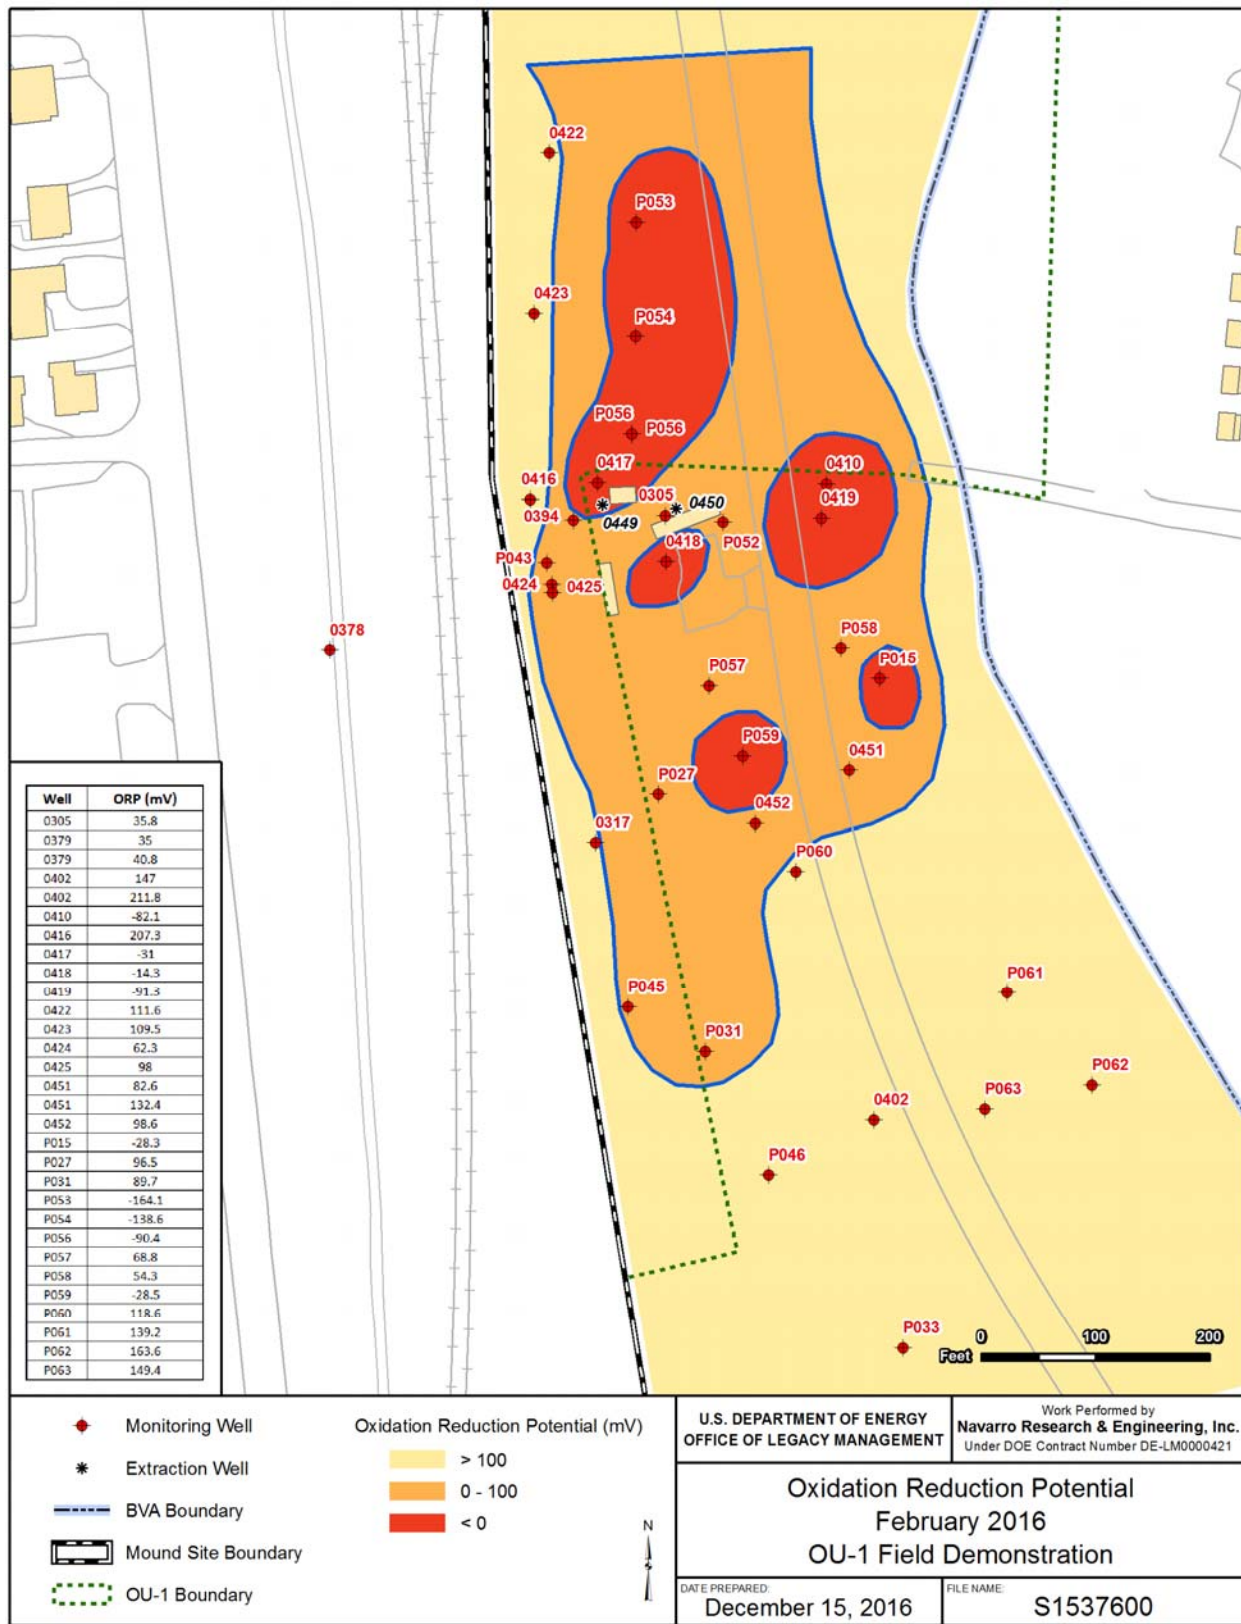 0422
P053
0423
P054
P056
P056
0417
0410
0416
0305
0450
0419
0394
0449
P052
0418
P043
0424
0425
0378
P058
P015
P057
P059
0451
P027
0452
0317
P060
P061
P045
P031
P062
P063
0402
P046
P033
0 100 200
Feet
Well ORP (mV)
0305 35.8
0379 35
0379 40.8
0402 147
0402 211.8
0410 -82.1
0416 207.3
0417 -31
0418 -14.3
0419 -91.3
0422 111.6
0423 109.5
0424 62.3
0425 98
0451 82.6
0451 132.4
0452 98.6
P015 -28.3
P027 96.5
P031 89.7
P053 -164.1
P054 -138.6
P056 -90.4
P057 68.8
P058 54.3
P059 -28.5
P060 118.6
P061 139.2
P062 163.6
P063 149.4
Monitoring Well
Extraction Well
BVA Boundary
Mound Site Boundary
OU-1 Boundary
Oxidation Reduction Potential (mV)
> 100
0 - 100
< 0
N
S
U.S. DEPARTMENT OF ENERGY
OFFICE OF LEGACY MANAGEMENT
Work Performed by
Navarro Research & Engineering, Inc.
Under DOE Contract Number DE-LM0000421
Oxidation Reduction Potential
February 2016
OU-1 Field Demonstration
DATE PREPARED:
December 15, 2016
FILE NAME:
S1537600